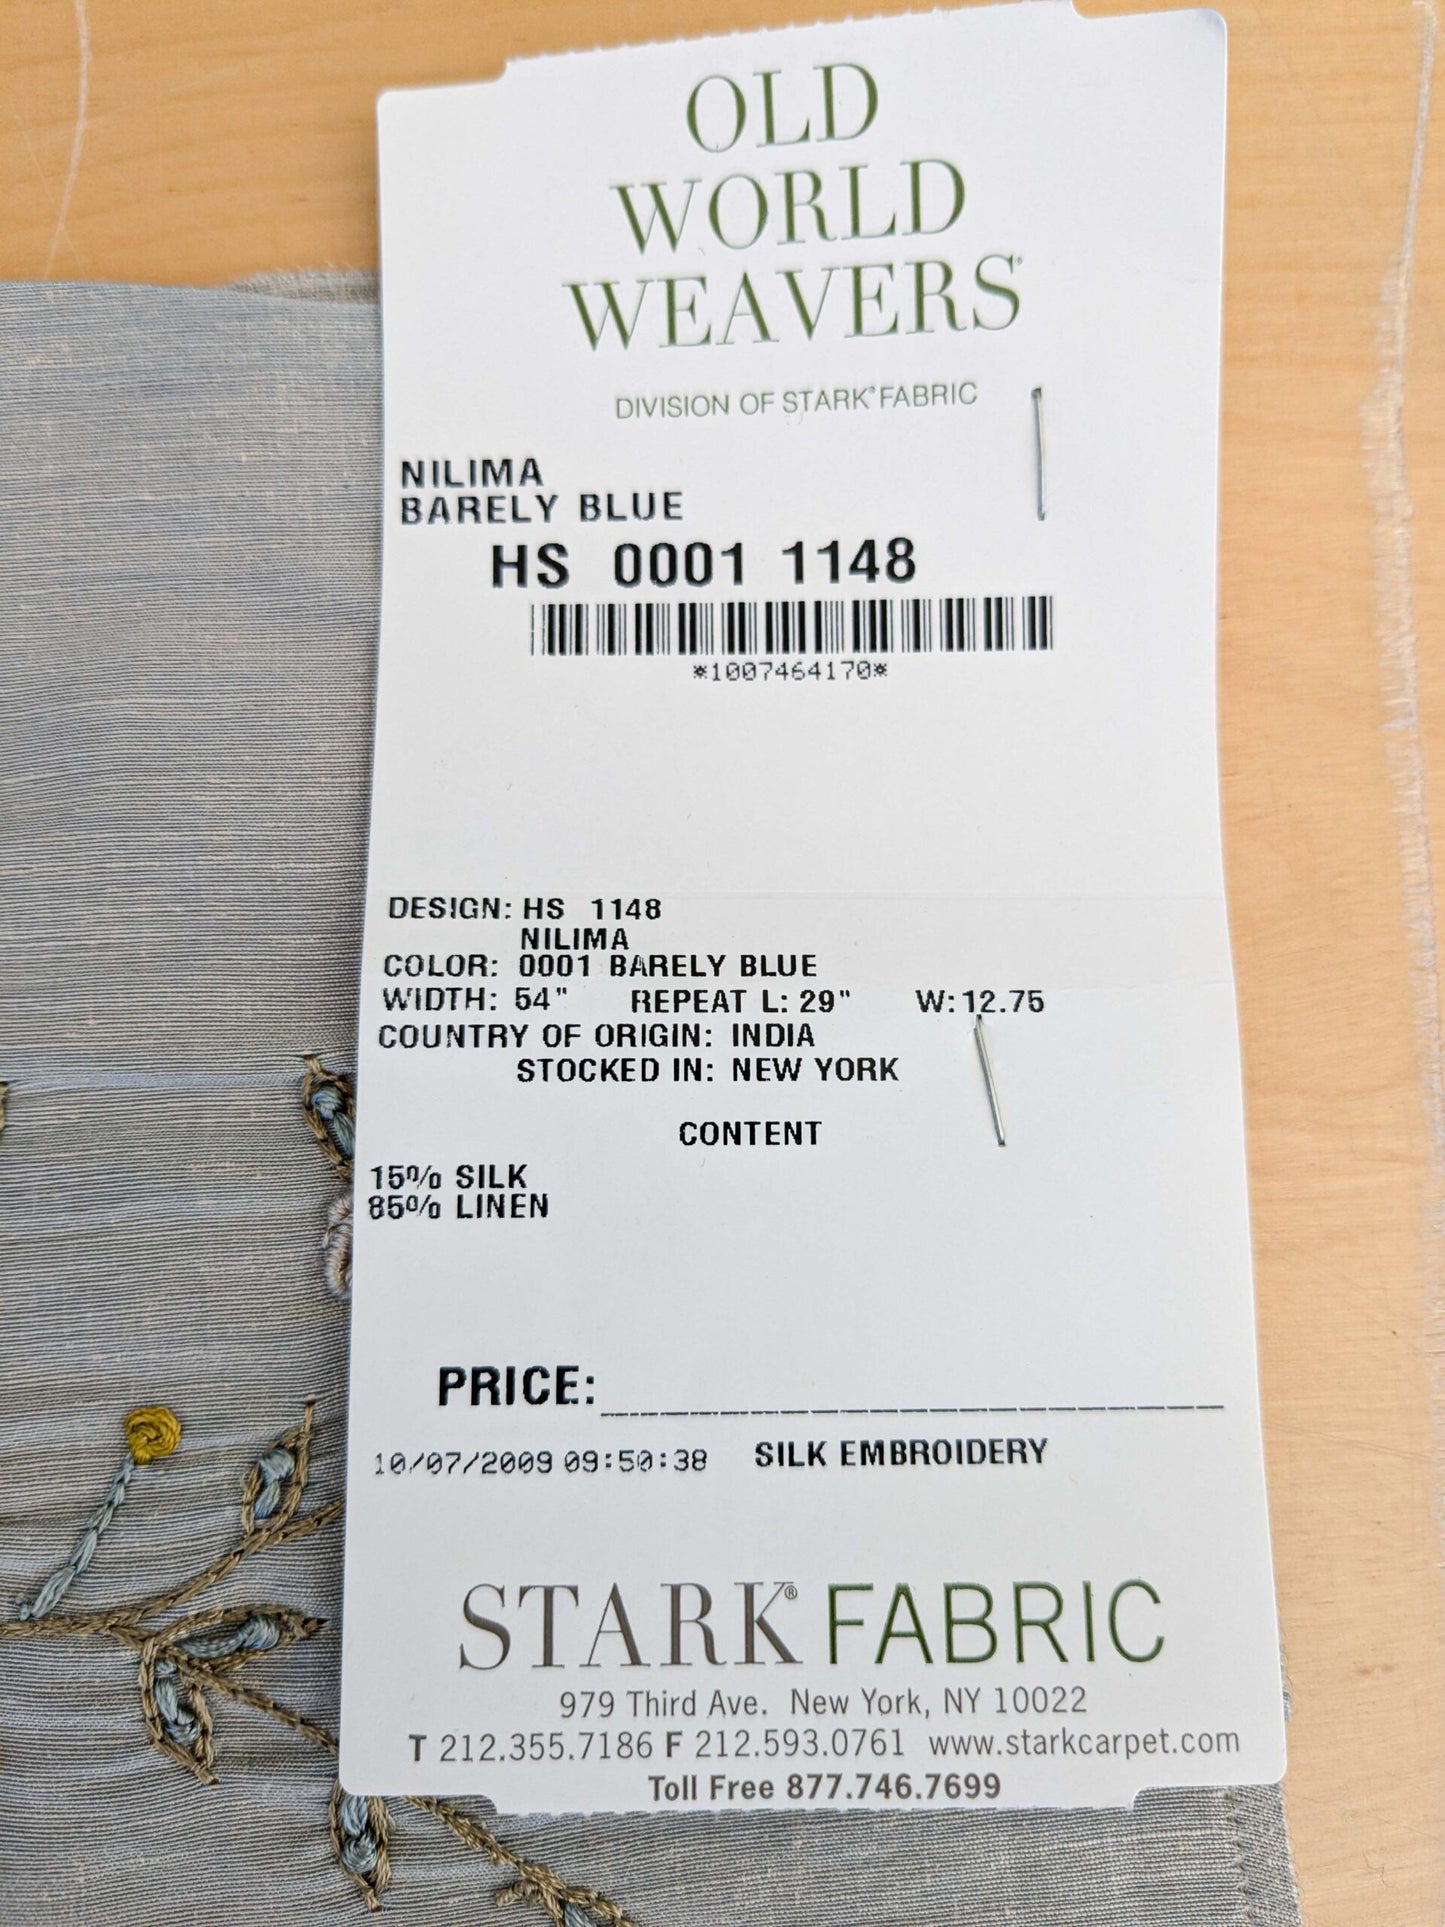 OLD
WORLD
WEAVERS®
DIVISION OF STARK® FABRIC
NILIMA
BARELY BLUE
HS 0001 1148
*1007464170*
DESIGN: HS 1148
NILIMA
COLOR: 0001 BARELY BLUE
WIDTH: 54" REPEAT L: 29" W: 12.75
COUNTRY OF ORIGIN: INDIA
STOCKED IN: NEW YORK
CONTENT
15% SILK
85% LINEN
PRICE:
10/07/2009 09:50:38 SILK EMBROIDERY
STARK® FABRIC
979 Third Ave. New York, NY 10022
T 212.355.7186 F 212.593.0761 www.starkcarpet.com
Toll Free 877.746.7699